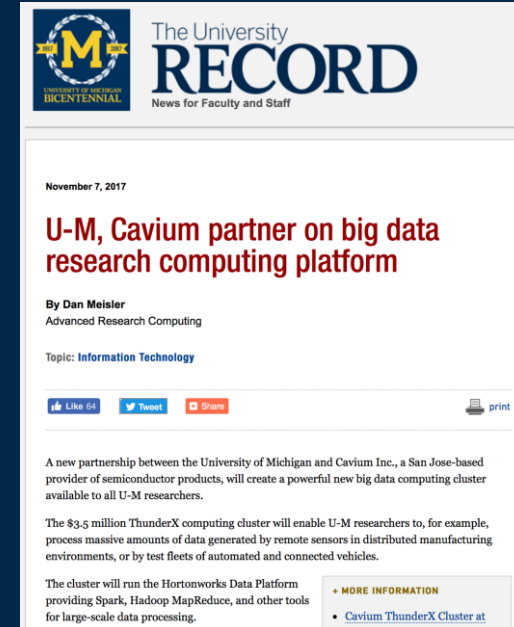 1817 M 2017
UNIVERSITY OF MICHIGAN
BICENTENNIAL
The University
RECORD
News for Faculty and Staff
November 7, 2017
U-M, Cavium partner on big data
research computing platform
By Dan Meisler
Advanced Research Computing
Topic: Information Technology
Like 64 Tweet Share print
A new partnership between the University of Michigan and Cavium Inc., a San Jose-based
provider of semiconductor products, will create a powerful new big data computing cluster
available to all U-M researchers.
The $3.5 million ThunderX computing cluster will enable U-M researchers to, for example,
process massive amounts of data generated by remote sensors in distributed manufacturing
environments, or by test fleets of automated and connected vehicles.
The cluster will run the Hortonworks Data Platform
providing Spark, Hadoop MapReduce, and other tools
for large-scale data processing.
+ MORE INFORMATION
• Cavium ThunderX Cluster at